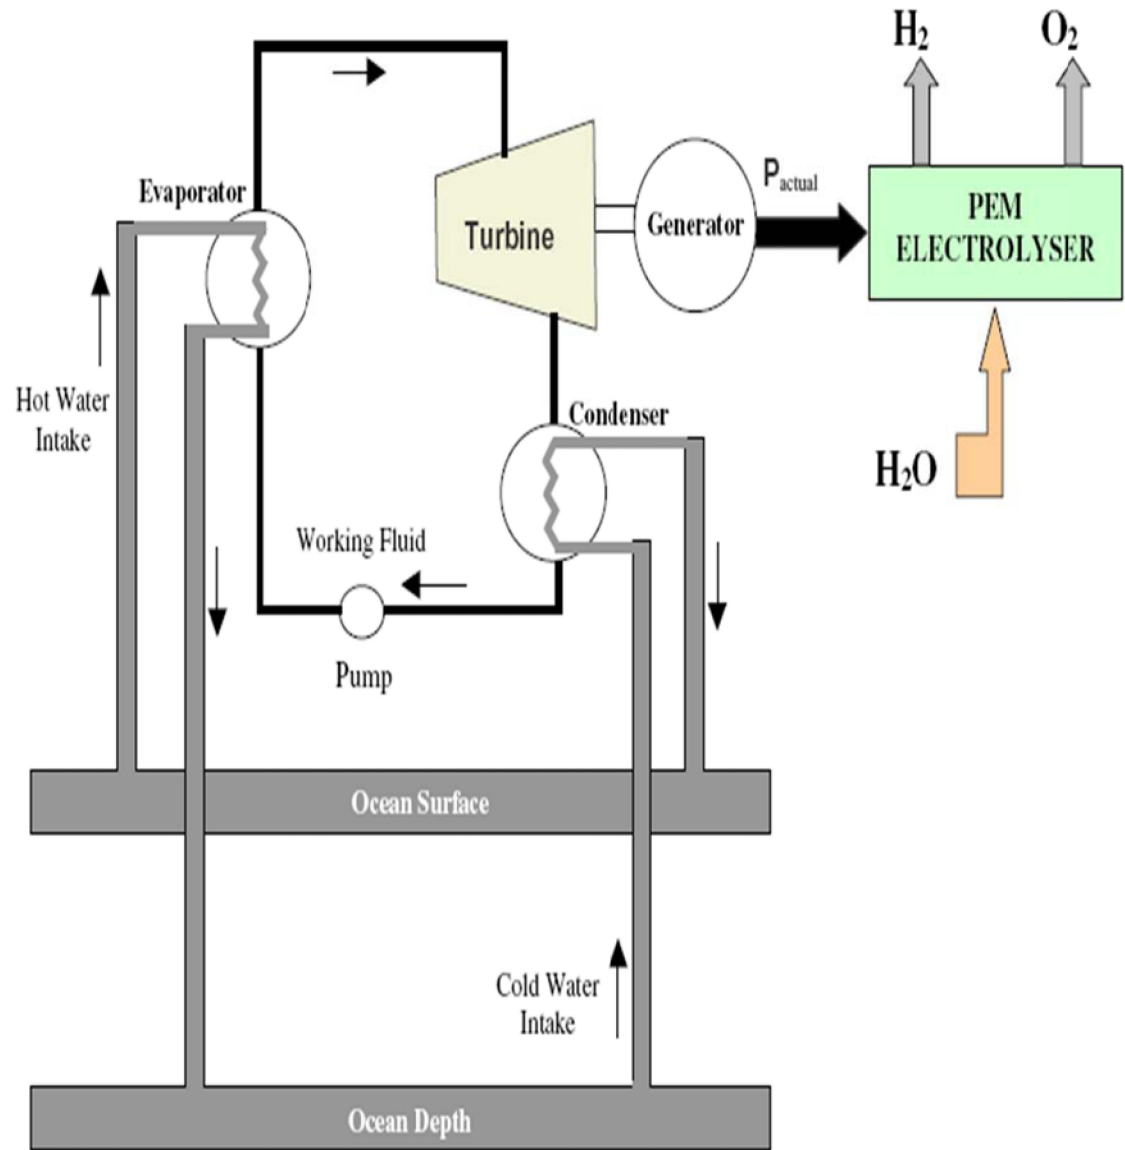 H₂
O₂
Evaporator
Turbine
Generator
Pactual
PEM
ELECTROLYSER
Hot Water
Intake
Condenser
H₂O
Working Fluid
Pump
Ocean Surface
Cold Water
Intake
Ocean Depth